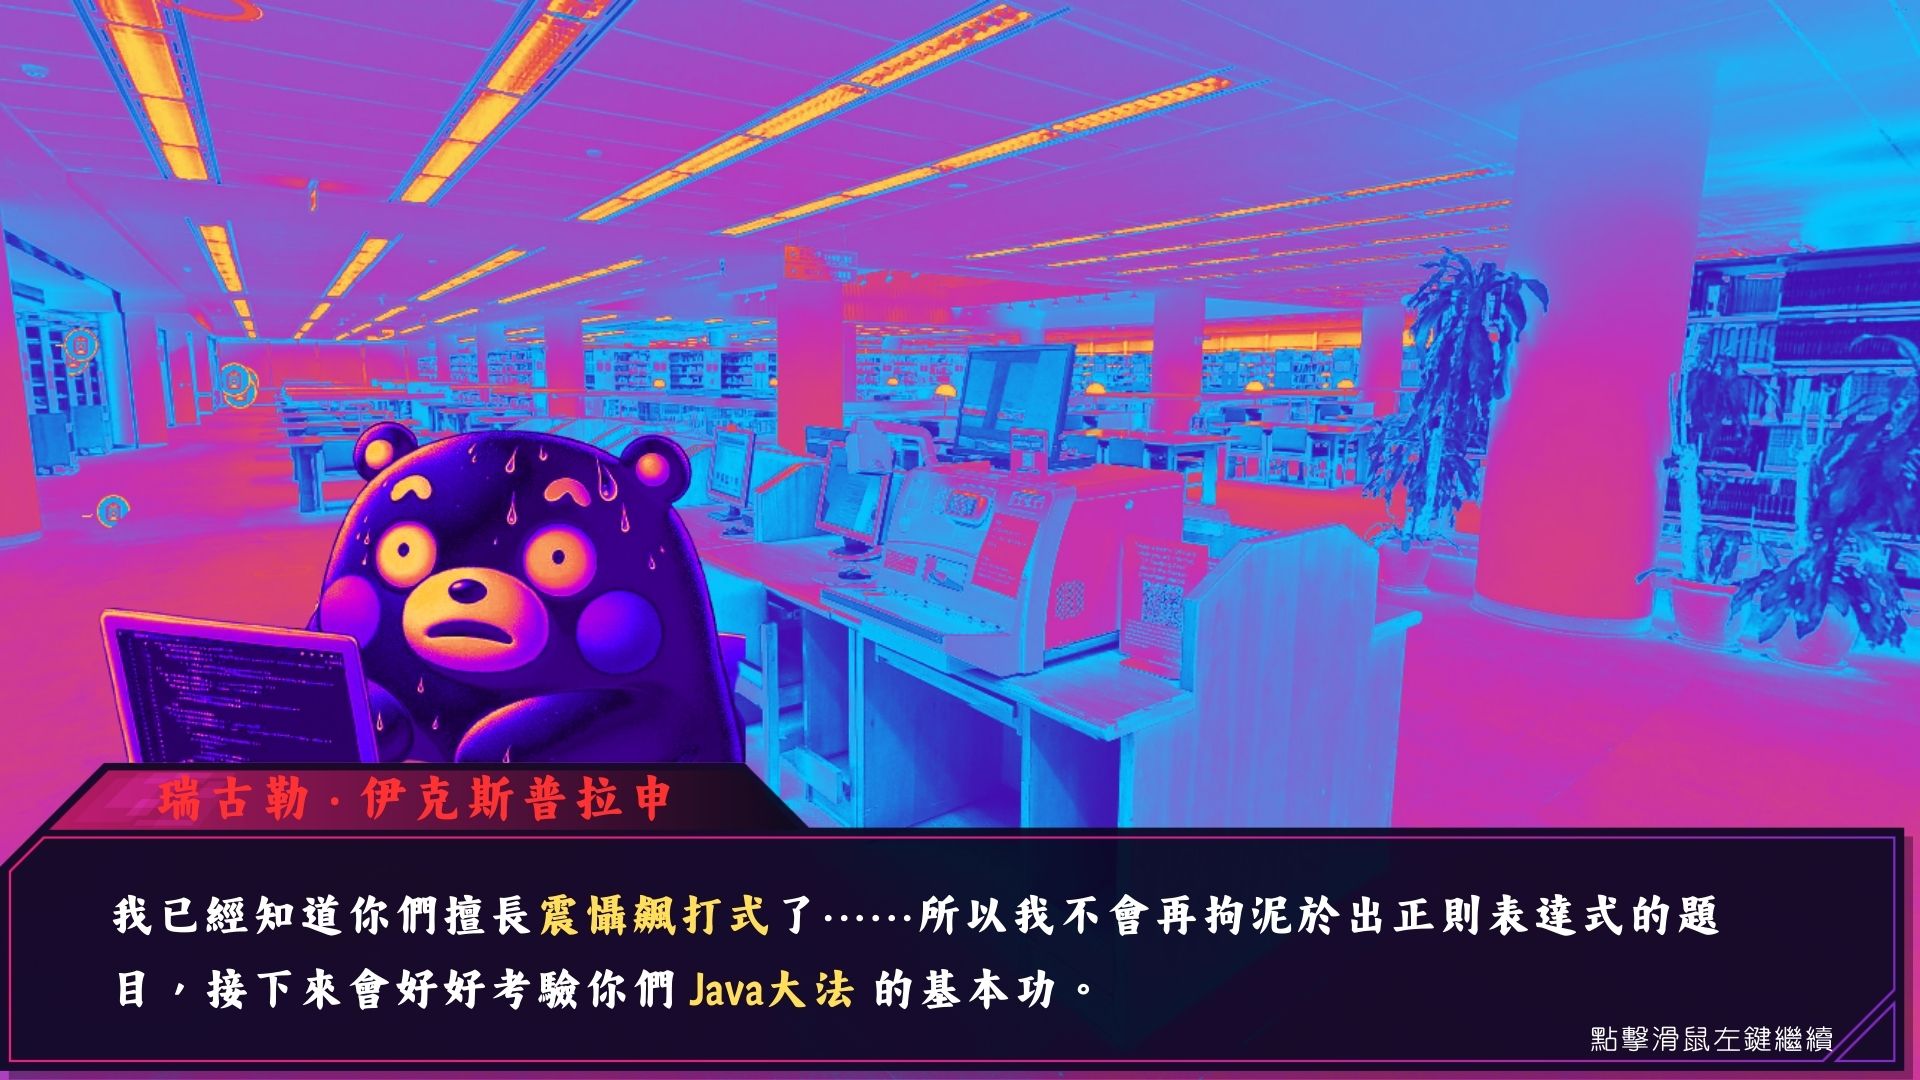 瑞古勒·伊克斯普拉申
我已經知道你們擅長震懾飆打式了⋯⋯所以我不會再拘泥於出正則表達式的題
目，接下來會好好考驗你們 Java大法 的基本功。
點擊滑鼠左鍵繼續